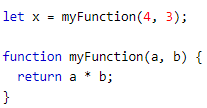 let x = myFunction(4, 3);
function myFunction(a, b) {
  return a * b;
}